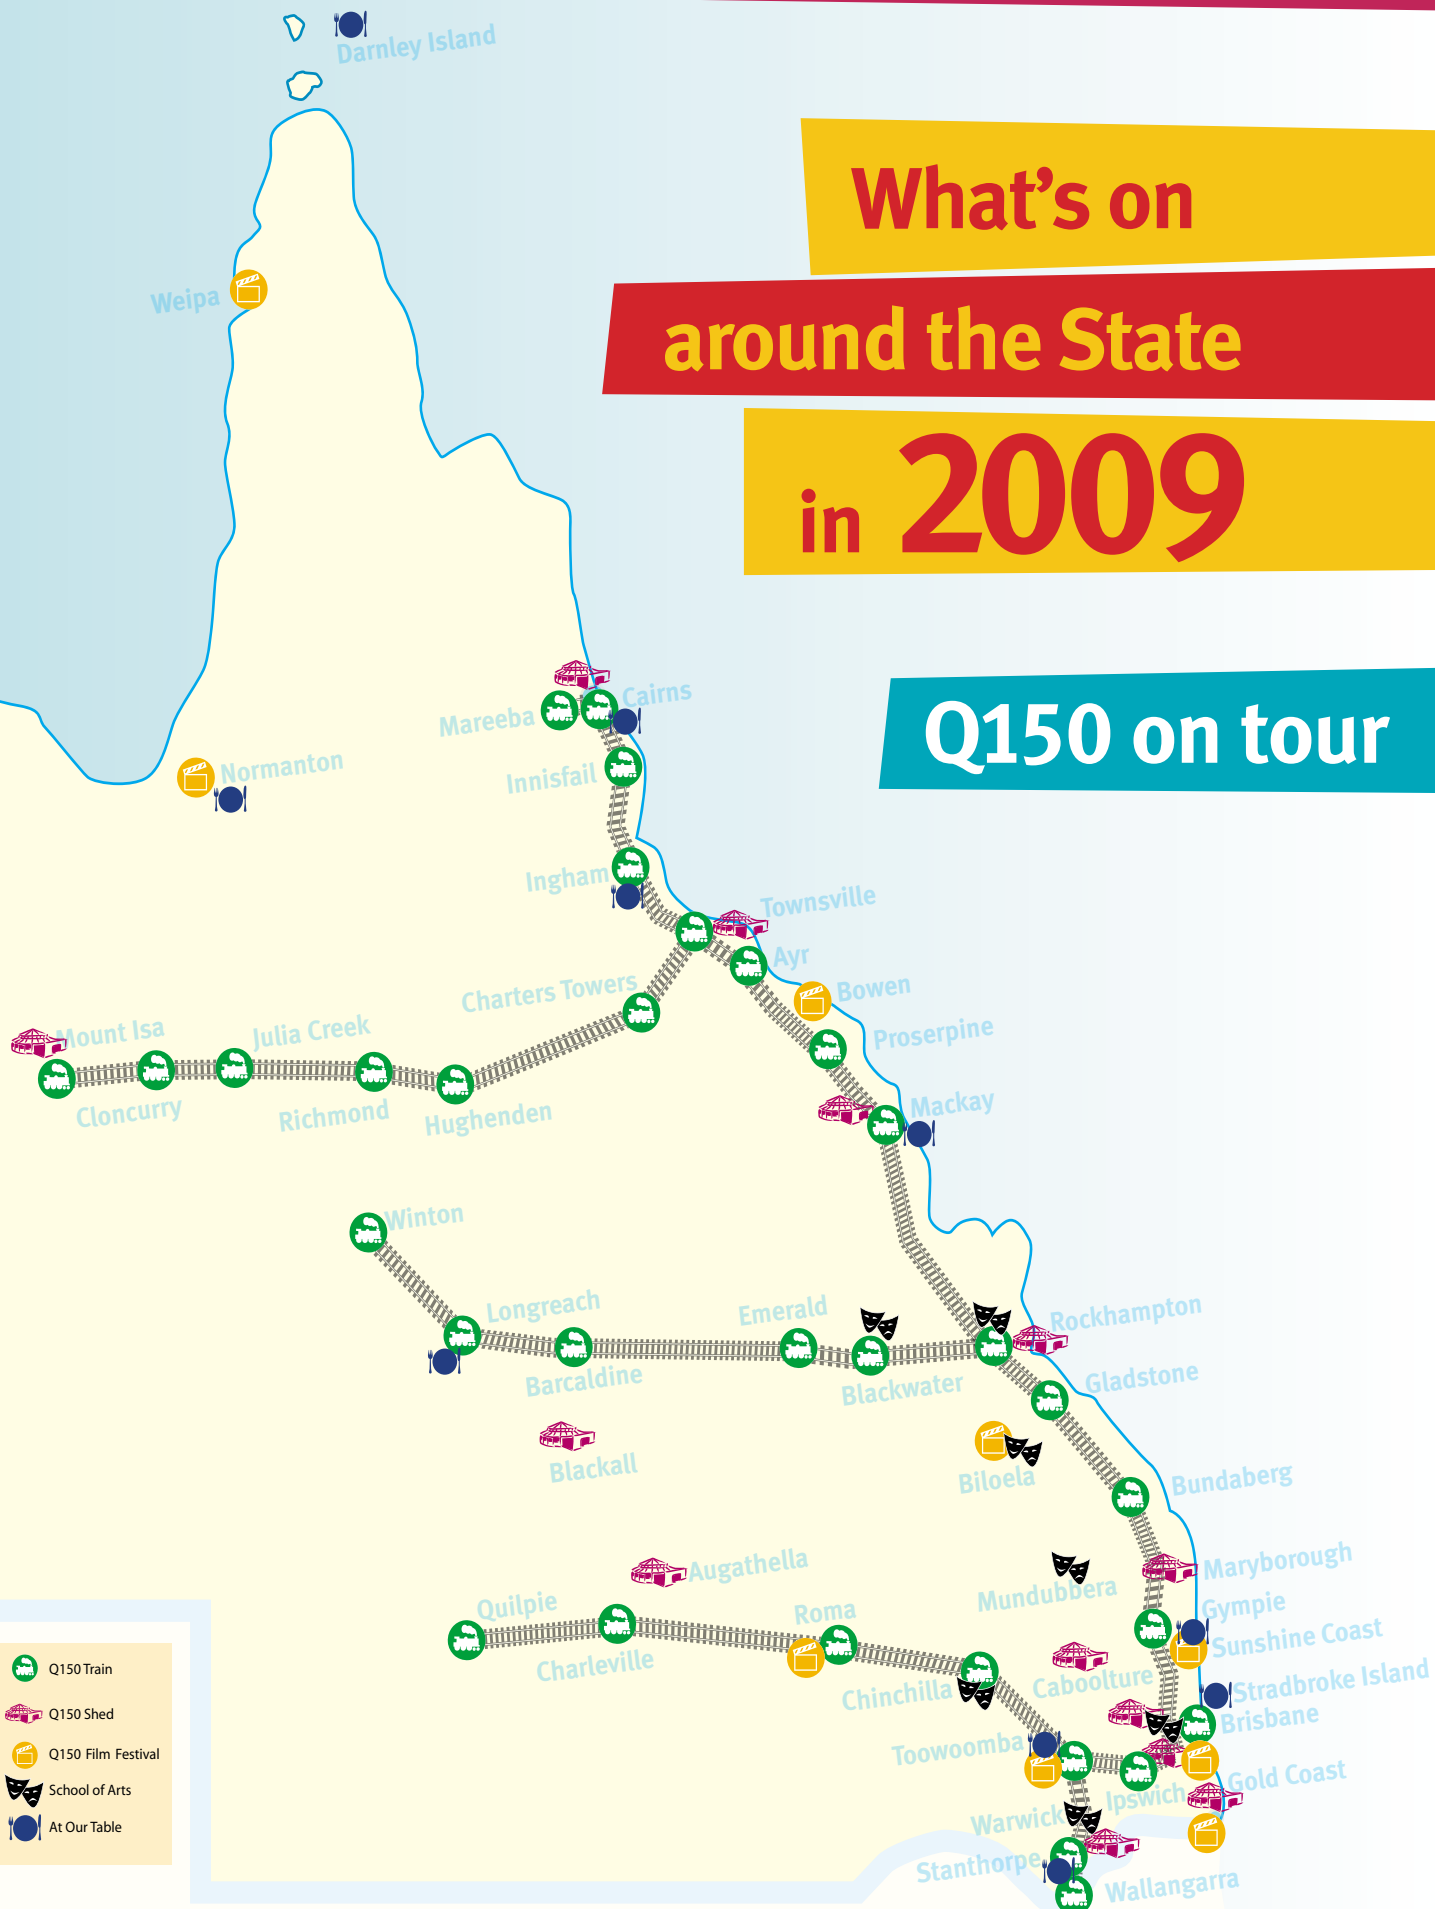 Darnley Island
What's on
around the State
in 2009
Weipa
Q150 on tour
Cairns
Mareeba
Normanton
Innisfail
Ingham
Townsville
Ayr
Charters Towers
Bowen
Mount Isa
Julia Creek
Proserpine
Cloncurry
Richmond
Hughenden
Mackay
Winton
Longreach
Emerald
Rockhampton
Barcaldine
Blackwater
Gladstone
Blackall
Biloela
Bundaberg
Augathella
Maryborough
Mundubbera
Quilpie
Roma
Gympie
Sunshine Coast
Charleville
Chinchilla
Caboolture
Stradbroke Island
Brisbane
Toowoomba
Ipswich
Gold Coast
Warwick
Stanthorpe
Wallangarra
Q150 Train
Q150 Shed
Q150 Film Festival
School of Arts
At Our Table